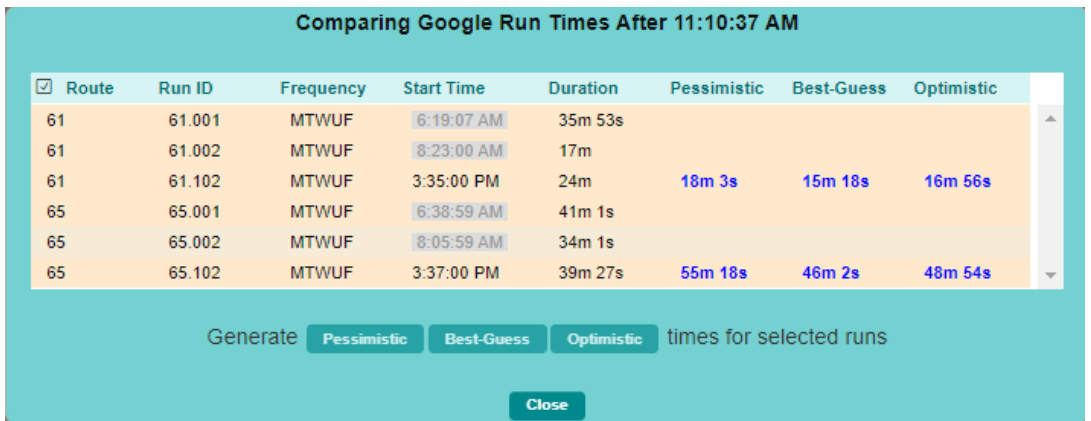 Comparing Google Run Times After 11:10:37 AM
Route Run ID Frequency Start Time Duration Pessimistic Best-Guess Optimistic
61 61.001 MTWUF 6:19:07 AM 35m 53s
61 61.002 MTWUF 8:23:00 AM 17m
61 61.102 MTWUF 3:35:00 PM 24m 18m 3s 15m 18s 16m 56s
65 65.001 MTWUF 6:38:59 AM 41m 1s
65 65.002 MTWUF 8:05:59 AM 34m 1s
65 65.102 MTWUF 3:37:00 PM 39m 27s 55m 18s 46m 2s 48m 54s
Generate Pessimistic Best-Guess Optimistic times for selected runs
Close